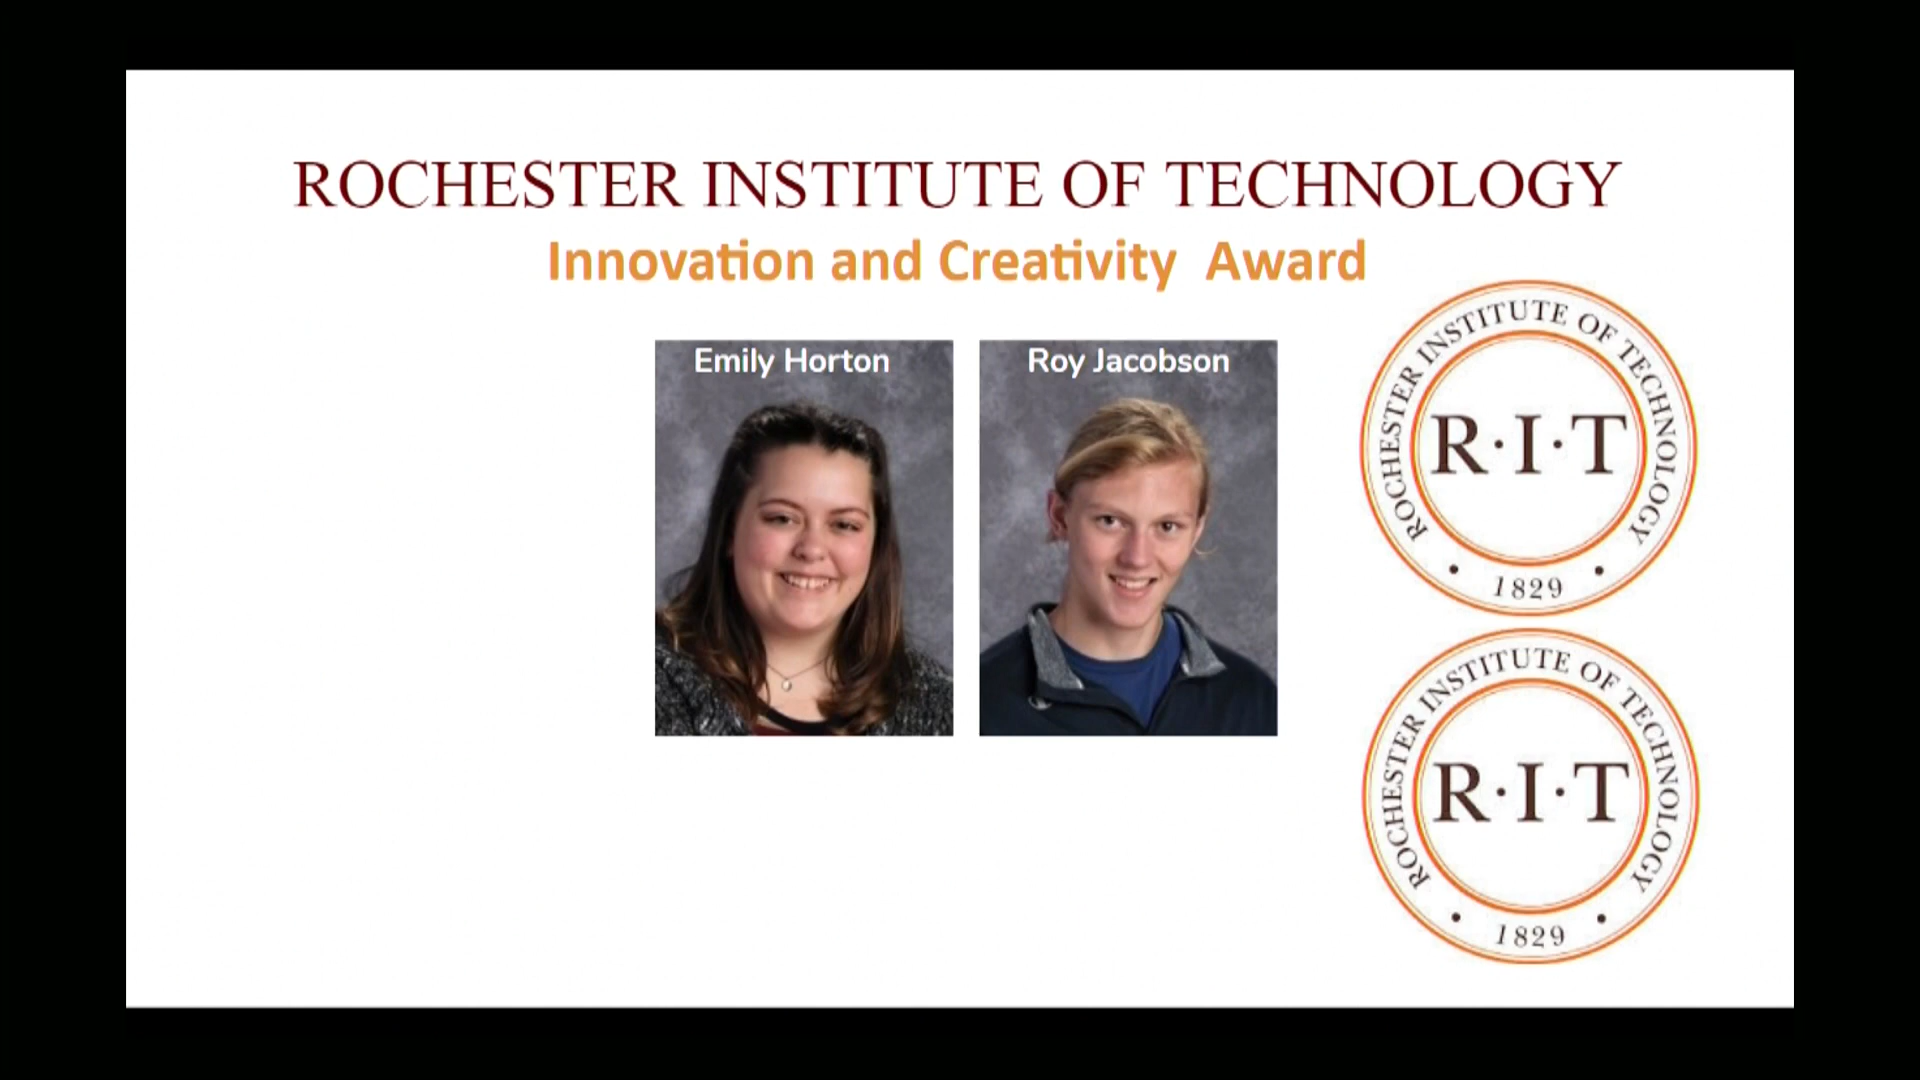 ROCHESTER INSTITUTE OF TECHNOLOGY
Innovation and Creativity Award
Emily Horton
Roy Jacobson
ROCHESTER INSTITUTE OF TECHNOLOGY
R·I·T
• 1829 •
ROCHESTER INSTITUTE OF TECHNOLOGY
R·I·T
• 1829 •